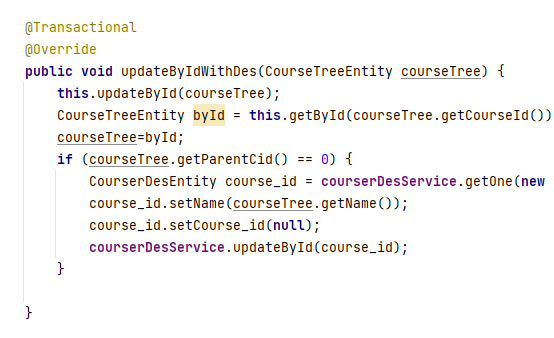 @Transactional
@Override
public void updateByIdWithDes(CourseTreeEntity courseTree) {
this.updateById(courseTree);
CourseTreeEntity byId = this.getById(courseTree.getCourseId())
courseTree=byId;
if (courseTree.getParentCid() == 0) {
CourserDesEntity course_id = courserDesService.getOne(new
course_id.setName(courseTree.getName());
course_id.setCourse_id(null);
courserDesService.updateById(course_id);
}
}